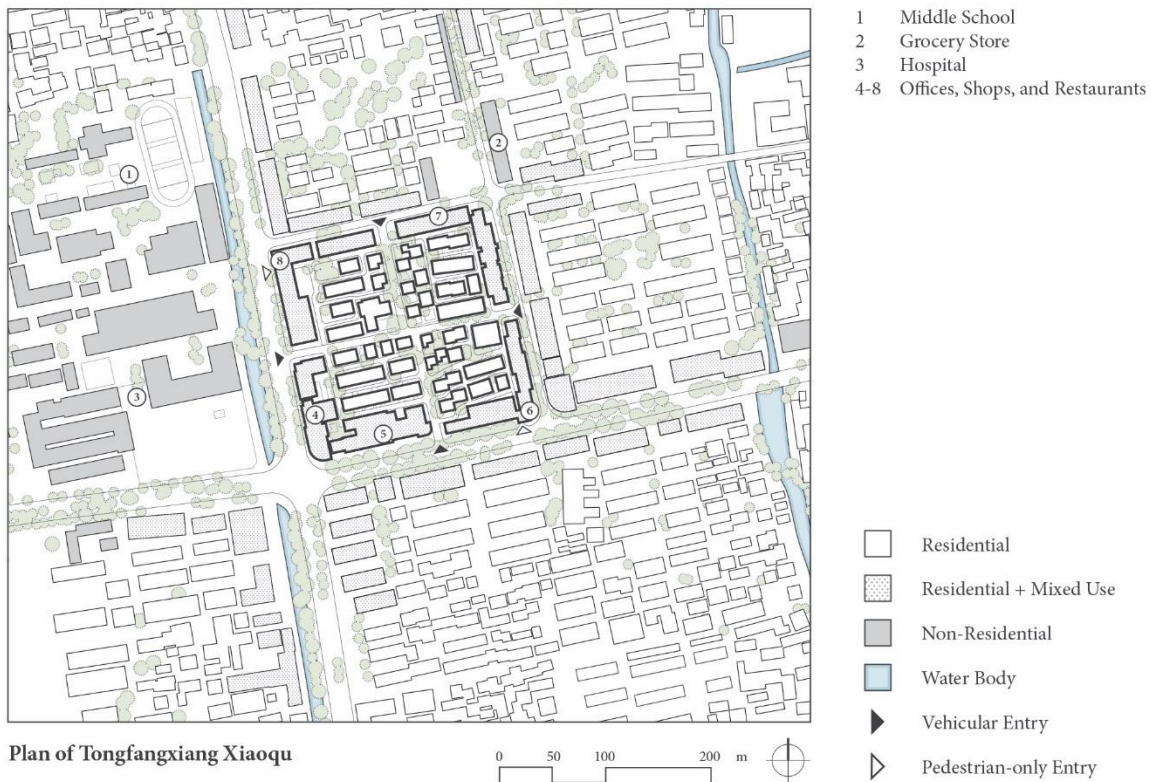 1 Middle School
2 Grocery Store
3 Hospital
4-8 Offices, Shops, and Restaurants
2
1
7
8
3
4
5
6
Residential
Residential + Mixed Use
Non-Residential
Water Body
Vehicular Entry
Pedestrian-only Entry
Plan of Tongfangxiang Xiaoqu
0 50 100 200 m